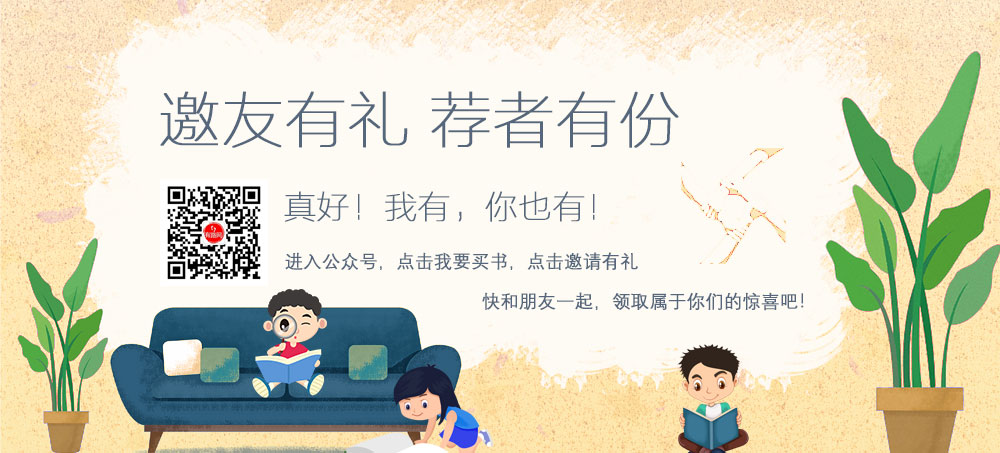 邀友有礼 荐者有份
真好！我有，你也有！
进入公众号，点击我要买书，点击邀请有礼
快和朋友一起，领取属于你们的惊喜吧！